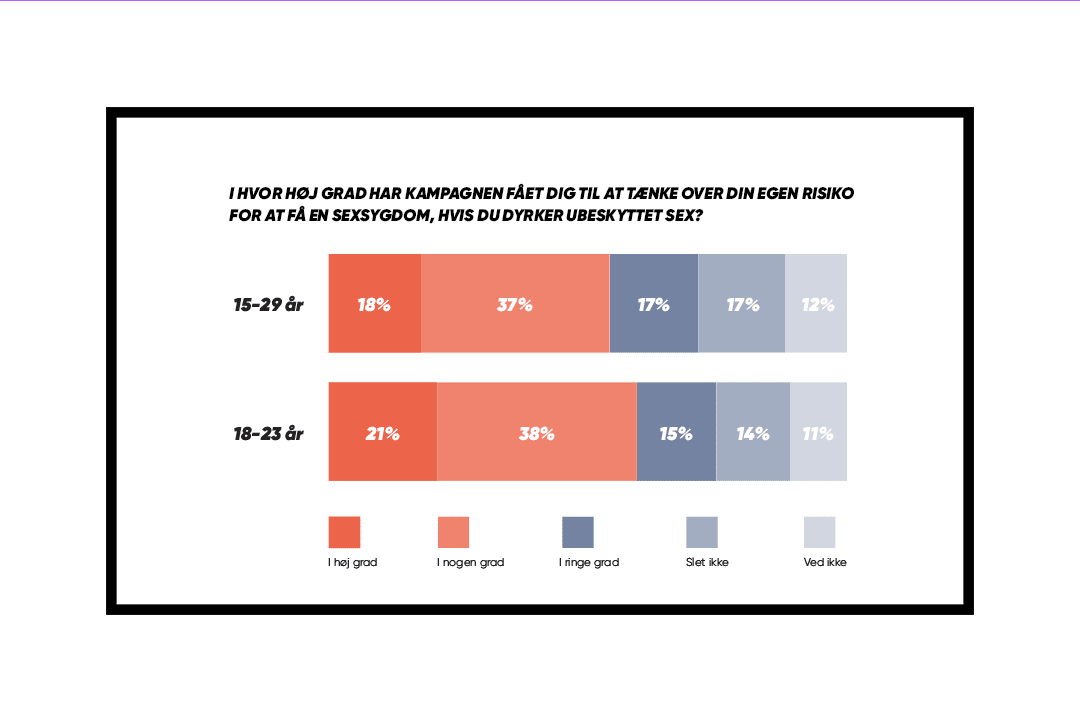 I HVOR HØJ GRAD HAR KAMPAGNEN FÅET DIG TIL AT TÆNKE OVER DIN EGEN RISIKO
FOR AT FÅ EN SEXSYGDOM, HVIS DU DYRKER UBESKYTTET SEX?
15-29 år 18% 37% 17% 17% 12%
18-23 år 21% 38% 15% 14% 11%
I høj grad I nogen grad I ringe grad Slet ikke Ved ikke